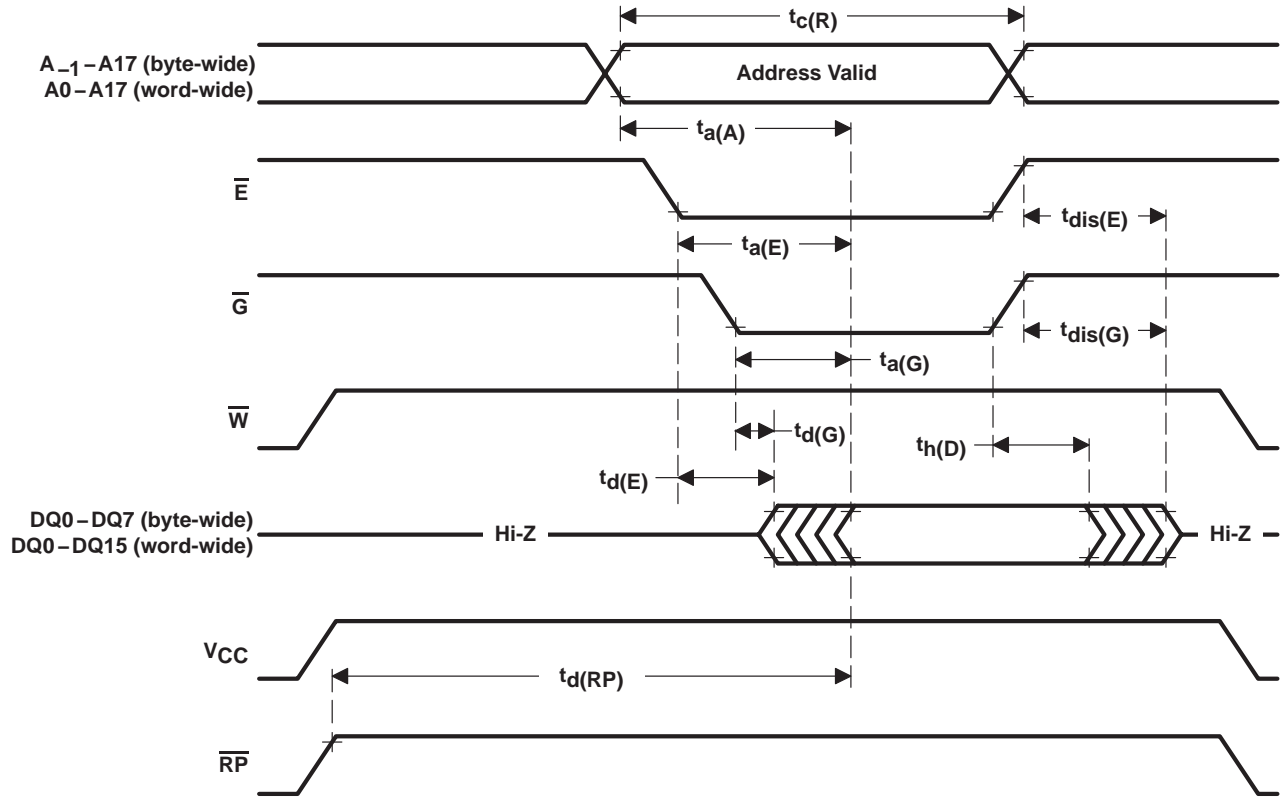 tc(R)
A–1–A17 (byte-wide)
A0–A17 (word-wide)
Address Valid
ta(A)
E̅
tdis(E)
ta(E)
G̅
tdis(G)
ta(G)
W̅
td(G)
th(D)
td(E)
DQ0–DQ7 (byte-wide)
DQ0–DQ15 (word-wide)
Hi-Z
Hi-Z
VCC
td(RP)
R̅P̅